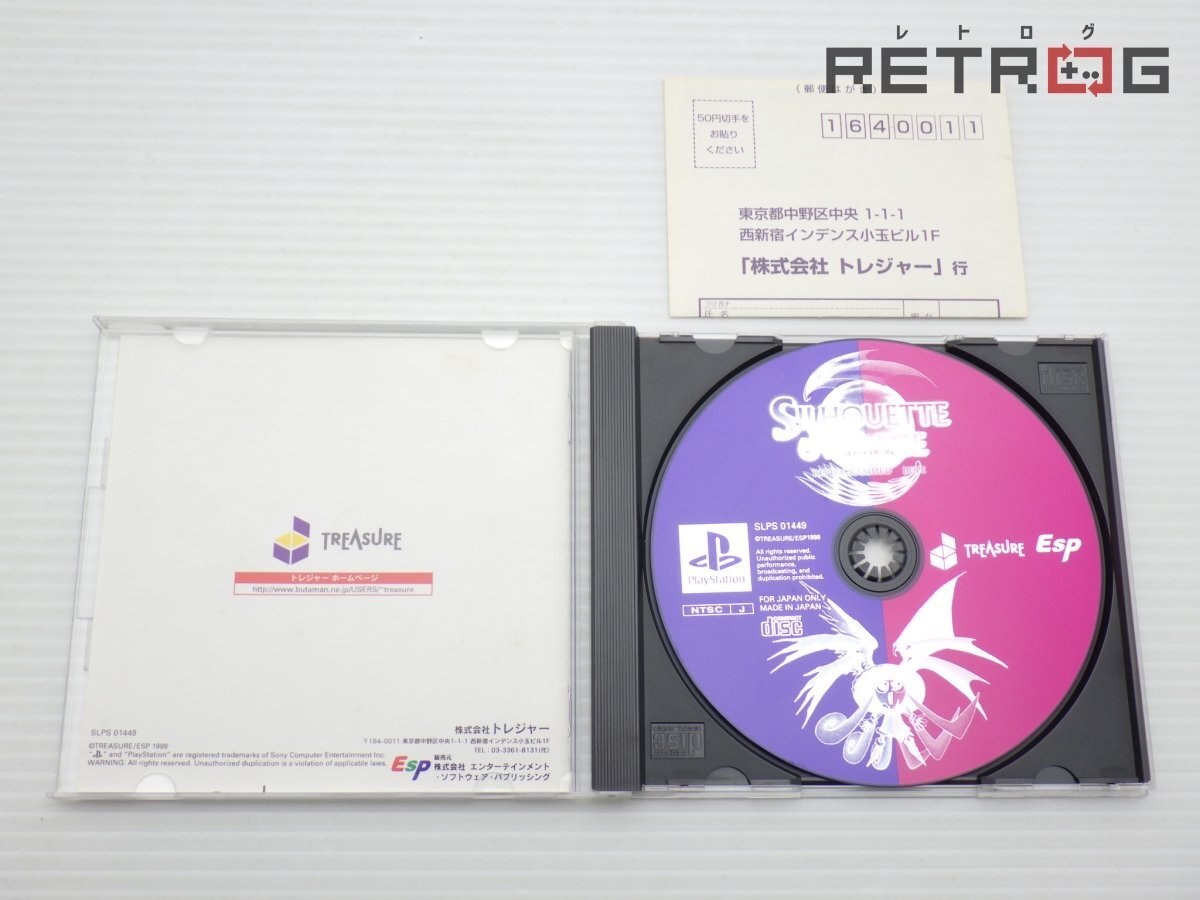 レトログ
RETROG
(郵便はがき)
50円切手を
お貼り
ください
1640011
東京都中野区中央 1-1-1
西新宿インデンス小玉ビル1F
「株式会社 トレジャー」行
フリガナ
氏 名
TREASURE
トレジャー ホームページ
http://www.butaman.ne.jp/USERS/~treasure
SLPS 01449
©TREASURE/ESP 1998
"PS" and "PlayStation" are registered trademarks of Sony Computer Entertainment Inc.
WARNING: All rights reserved. Unauthorized duplication is a violation of applicable laws.
株式会社 トレジャー
〒164-0011 東京都中野区中央1-1-1 西新宿インデンス小玉ビル1F
TEL : 03-3361-8131(代)
Esp 販売元
株式会社 エンターテインメント
・ソフトウェア・パブリッシング
SILHOUETTE
MIRAGE
PlayStation
NTSC J
SLPS 01449
©TREASURE/ESP1998
All rights reserved.
Unauthorized public
performance,
broadcasting, and
duplication prohibited.
FOR JAPAN ONLY
MADE IN JAPAN
COMPACT
disc
TREASURE Esp
disc
disc